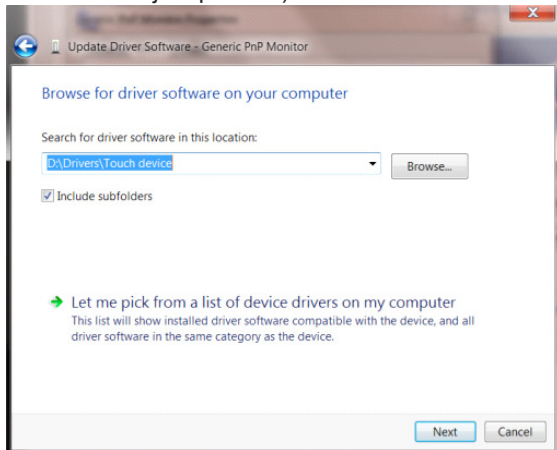 Update Driver Software - Generic PnP Monitor
Browse for driver software on your computer
Search for driver software in this location:
D:\Drivers\Touch device
Browse...
Include subfolders
Let me pick from a list of device drivers on my computer
This list will show installed driver software compatible with the device, and all
driver software in the same category as the device.
Next
Cancel